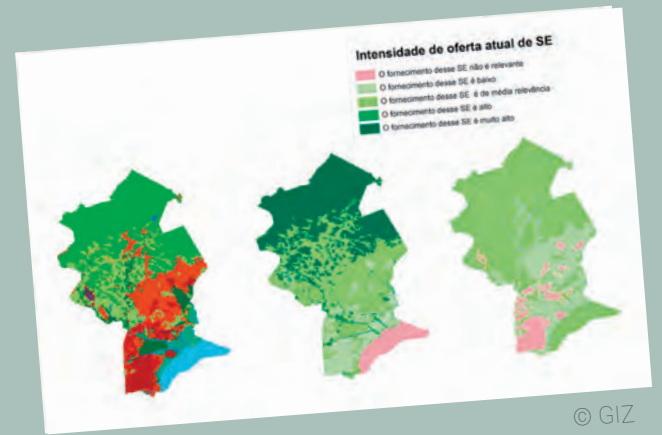 Intensidade de oferta atual de SE
O fornecimento desse SE não é relevante
O fornecimento desse SE é baixo
O fornecimento desse SE é de média relevância
O fornecimento desse SE é alto
O fornecimento desse SE é muito alto
© GIZ